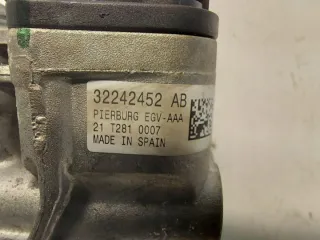 32242452 AB
PIERBURG EGV-AAA
21 T281 0007
MADE IN SPAIN